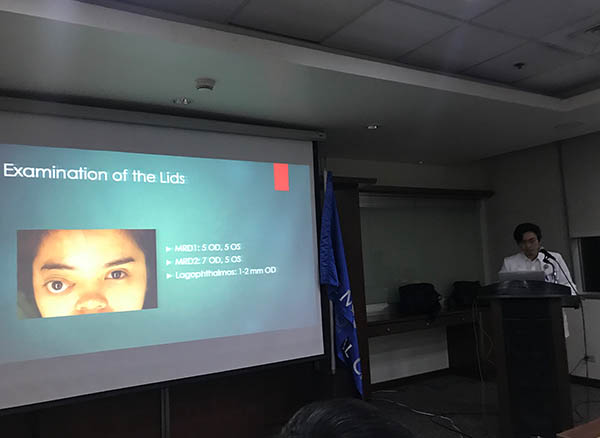 Examination of the Lids
MRD1: 5 OD, 5 OS
MRD2: 7 OD, 5 OS
Lagophthalmos: 1-2 mm OD